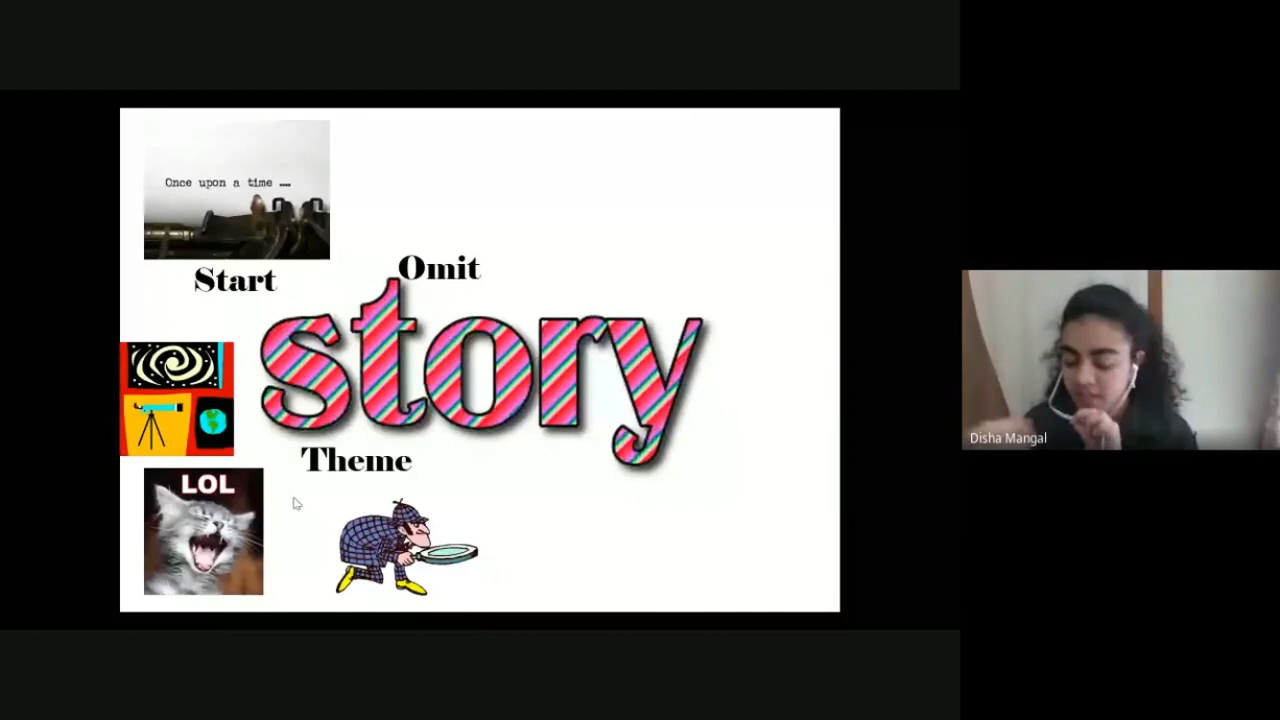 Once upon a time ....
Start
Omit
story
Theme
LOL
Disha Mangal